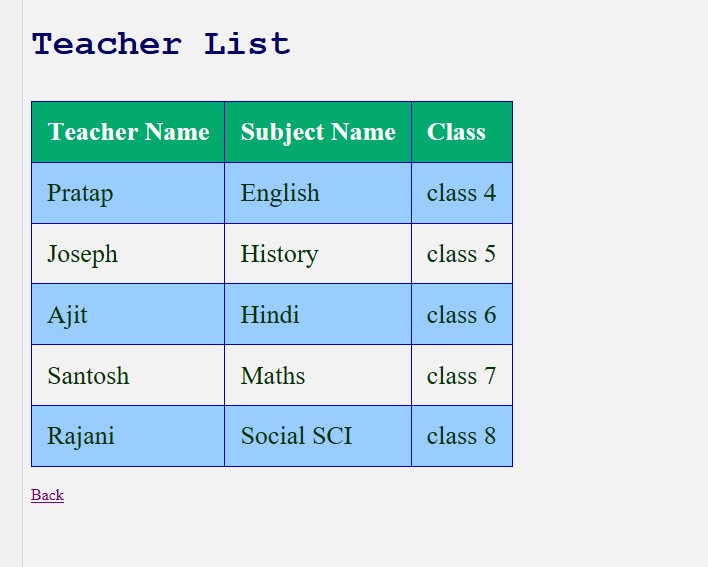 Teacher List
Teacher Name Subject Name Class
Pratap English class 4
Joseph History class 5
Ajit Hindi class 6
Santosh Maths class 7
Rajani Social SCI class 8
Back